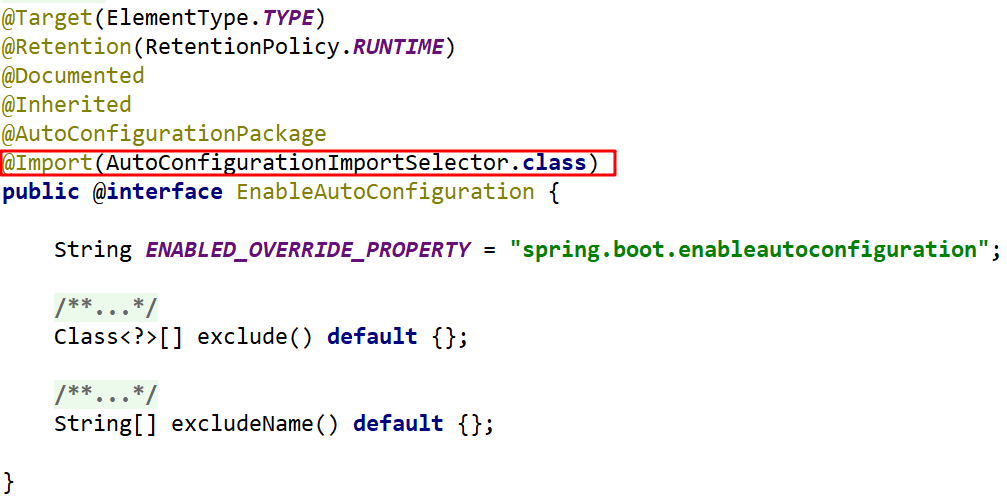 @Target(ElementType.TYPE)
@Retention(RetentionPolicy.RUNTIME)
@Documented
@Inherited
@AutoConfigurationPackage
@Import(AutoConfigurationImportSelector.class)
public @interface EnableAutoConfiguration {
    String ENABLED_OVERRIDE_PROPERTY = "spring.boot.enableautoconfiguration";
    /**...*/
    Class<?>[] exclude() default {};
    /**...*/
    String[] excludeName() default {};
}